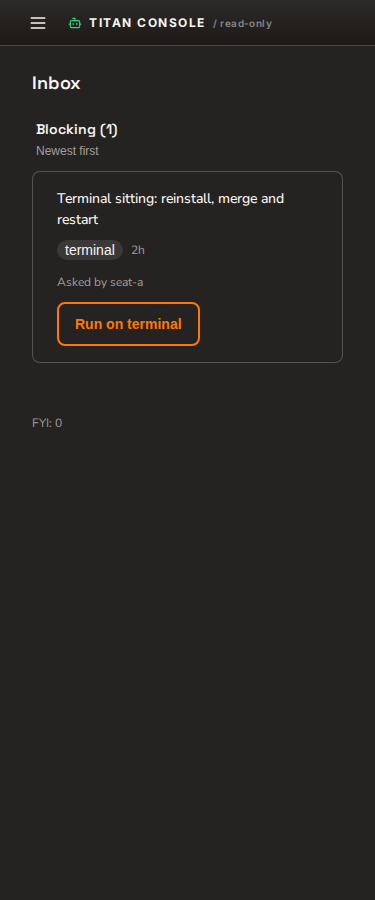 TITAN CONSOLE / read-only
Inbox
Blocking (1)
Newest first
Terminal sitting: reinstall, merge and
restart
terminal 2h
Asked by seat-a
Run on terminal
FYI: 0